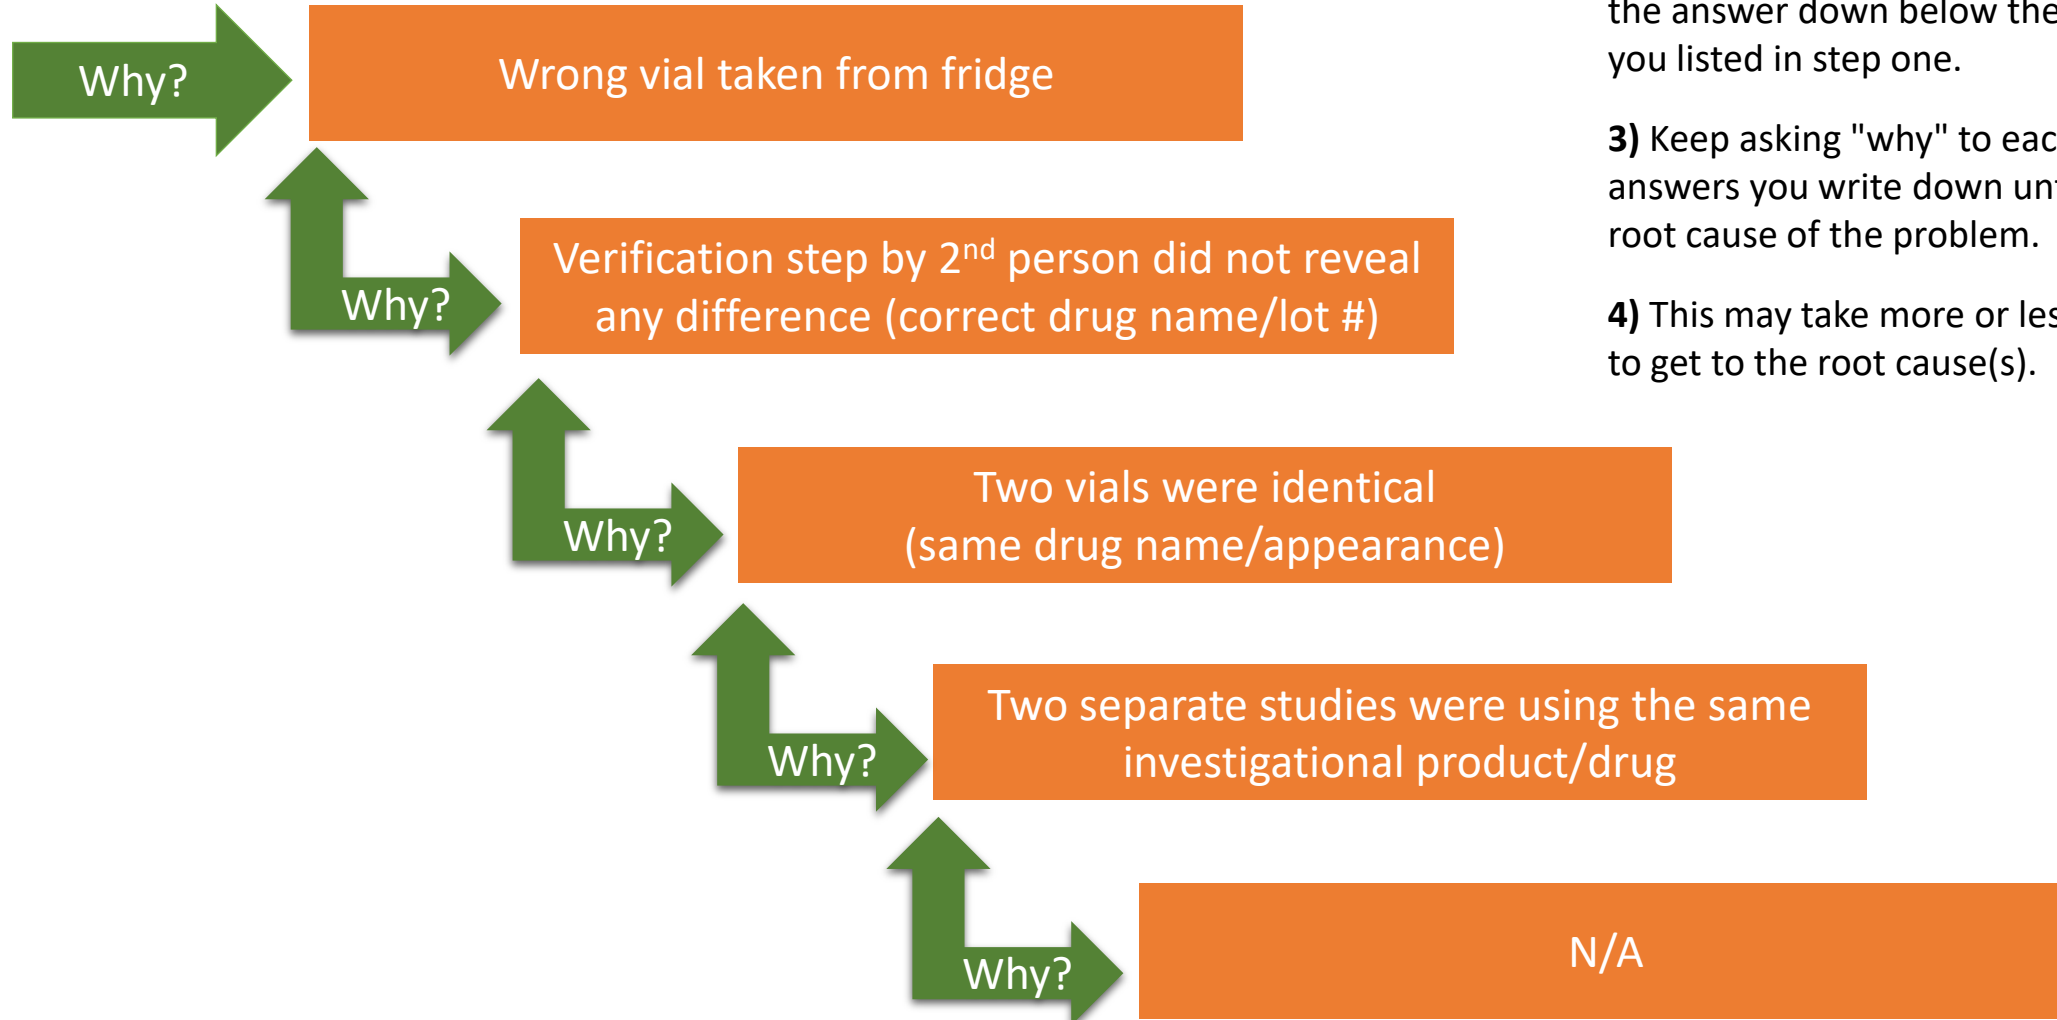 Why?
Wrong vial taken from fridge
Why?
Verification step by 2nd person did not reveal
any difference (correct drug name/lot #)
Why?
Two vials were identical
(same drug name/appearance)
Why?
Two separate studies were using the same
investigational product/drug
Why?
N/A
the answer down below the
you listed in step one.
3) Keep asking "why" to eac
answers you write down un
root cause of the problem.
4) This may take more or les
to get to the root cause(s).